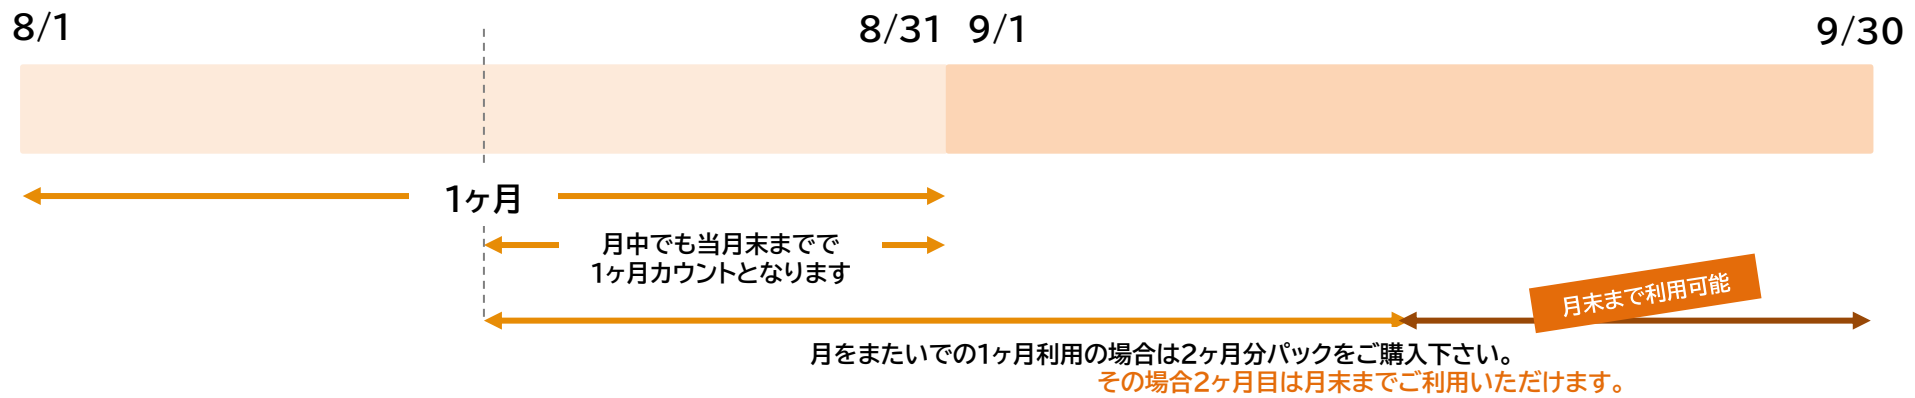 8/1
8/31
9/1
9/30
1ヶ月
月中でも当月末までで
1ヶ月カウントとなります
月末まで利用可能
月をまたいでの1ヶ月利用の場合は2ヶ月分パックをご購入下さい。
その場合2ヶ月目は月末までご利用いただけます。